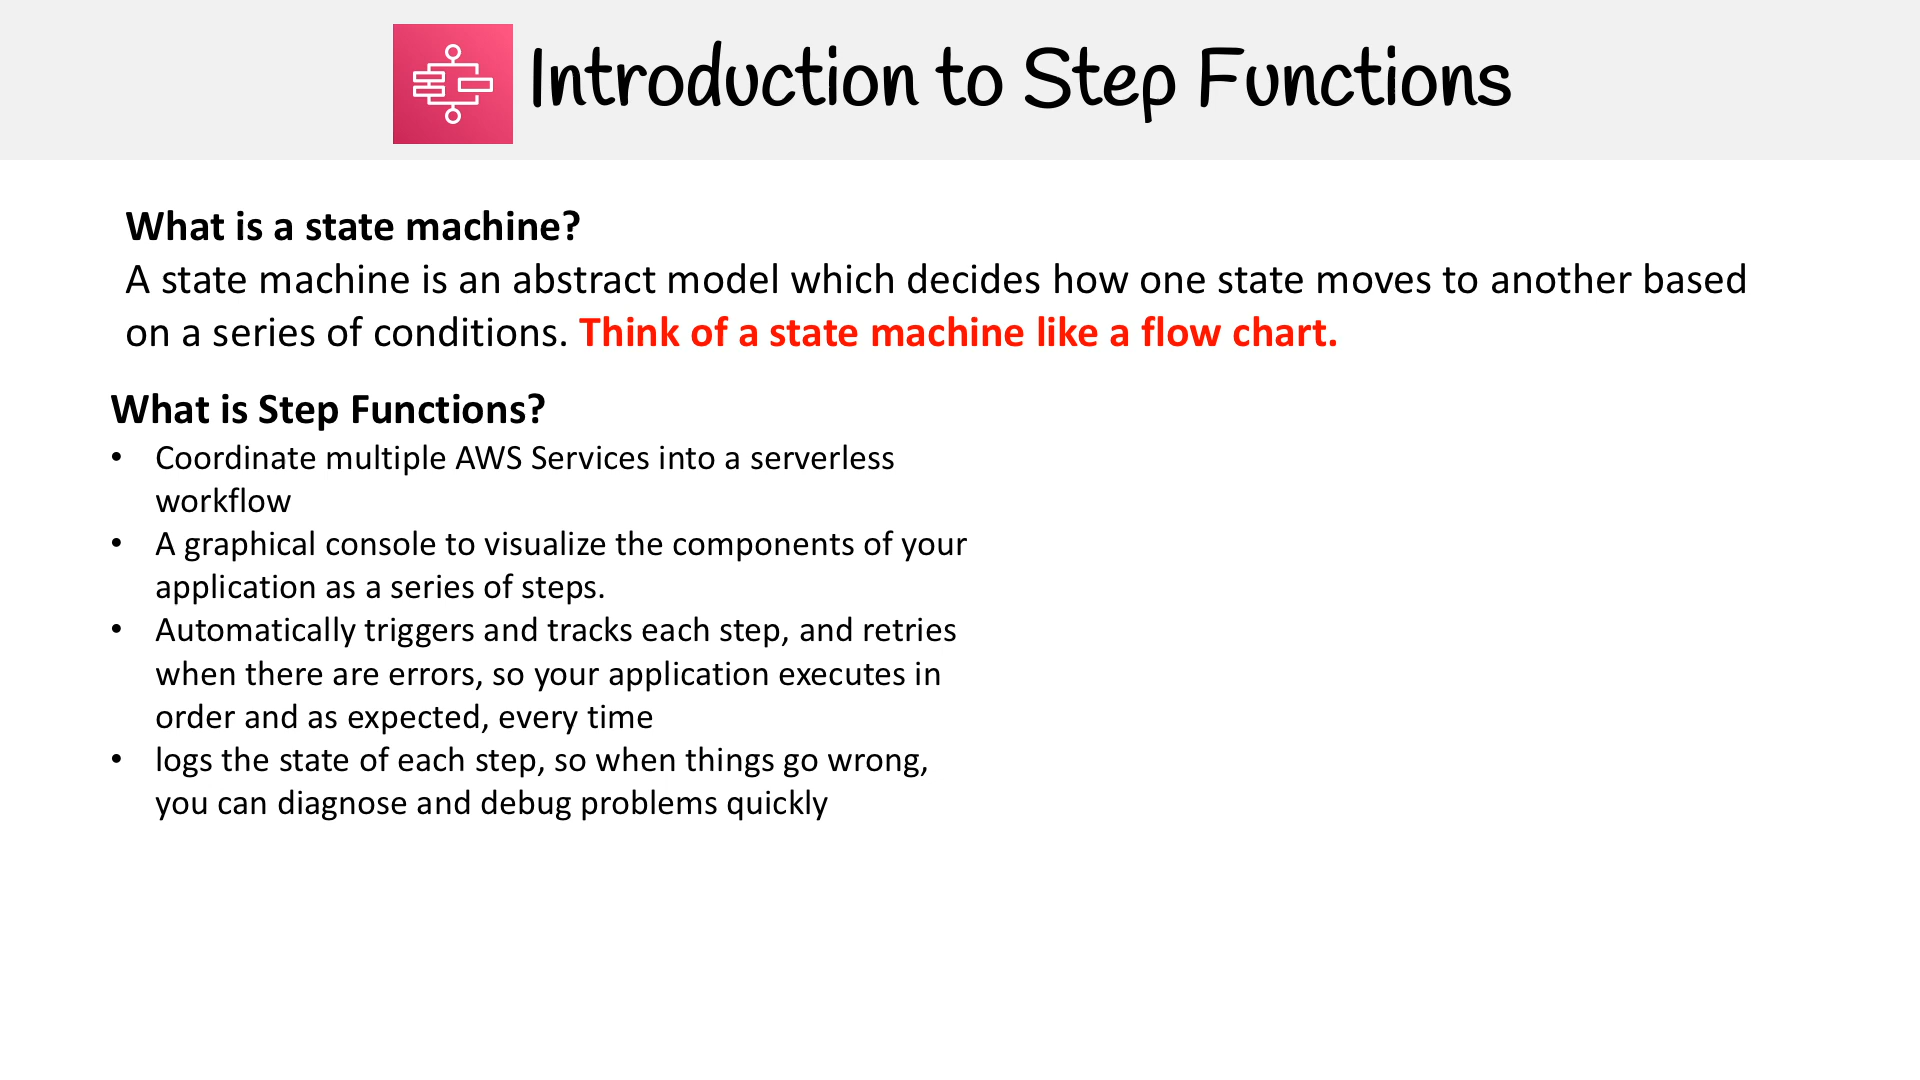 Introduction to Step Functions
What is a state machine?
A state machine is an abstract model which decides how one state moves to another based
on a series of conditions. Think of a state machine like a flow chart.
What is Step Functions?
• Coordinate multiple AWS Services into a serverless
workflow
• A graphical console to visualize the components of your
application as a series of steps.
• Automatically triggers and tracks each step, and retries
when there are errors, so your application executes in
order and as expected, every time
• logs the state of each step, so when things go wrong,
you can diagnose and debug problems quickly